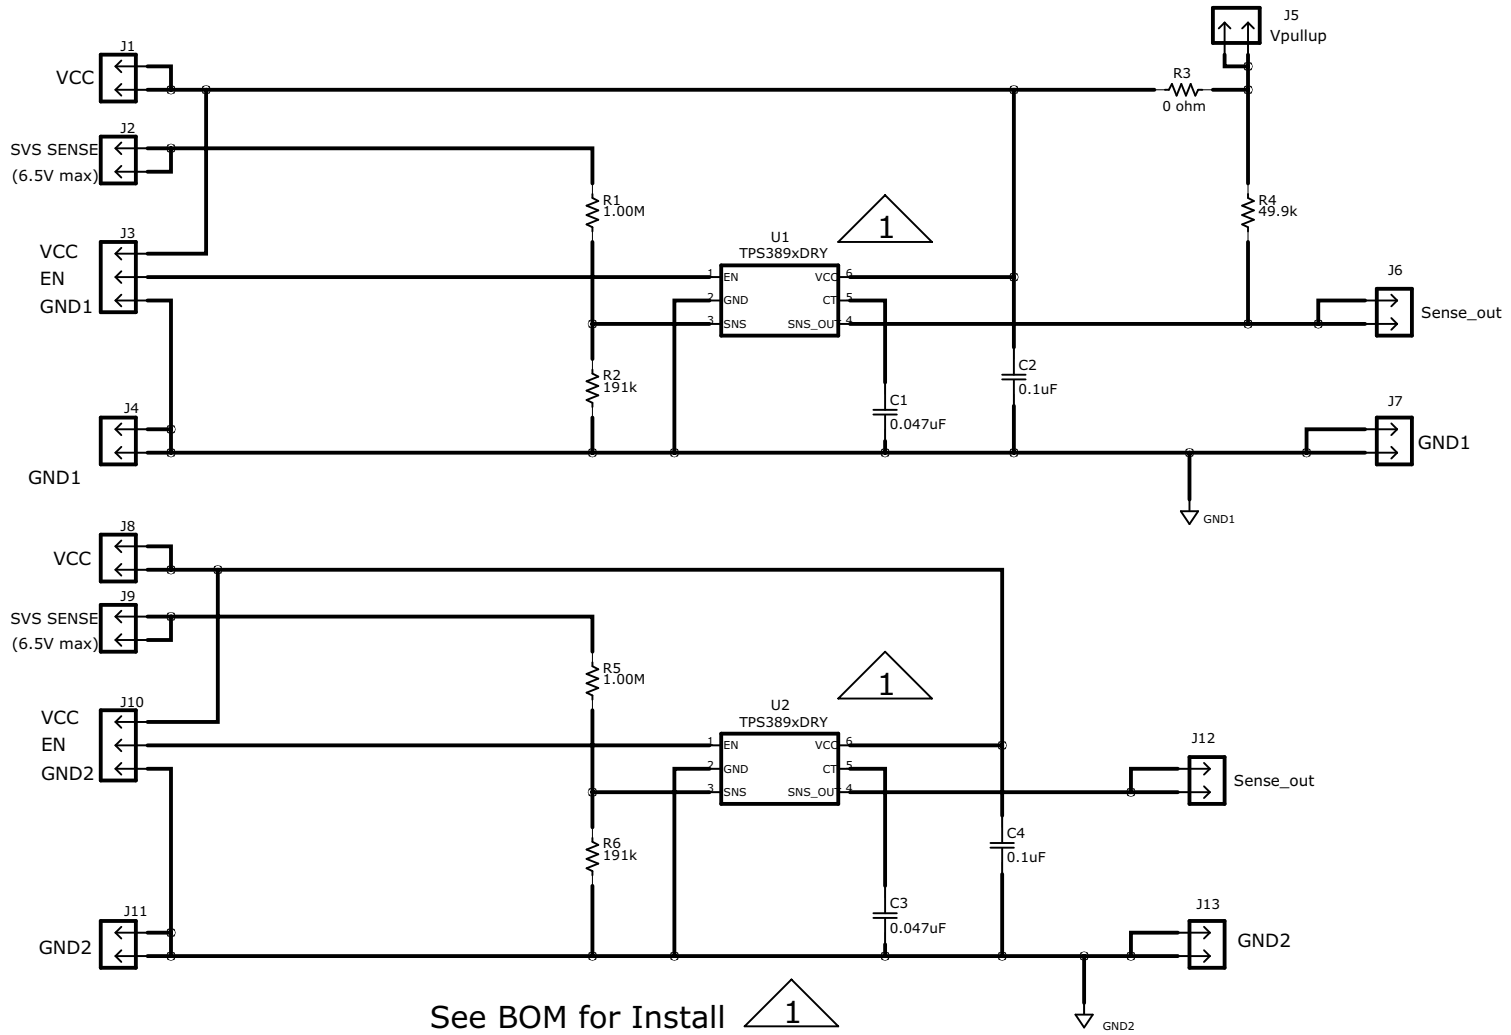 J5
Vpullup
J1
VCC
R3
0 ohm
J2
SVS SENSE
(6.5V max)
R1
1.00M
R4
49.9k
1
J3
VCC
EN
GND1
U1
TPS389xDRY
1 EN VCC 6
2 GND CT 5
3 SNS SNS_OUT 4
J6
Sense_out
R2
191k
C2
0.1uF
C1
0.047uF
J4
GND1
J7
GND1
GND1
J8
VCC
J9
SVS SENSE
(6.5V max)
R5
1.00M
1
J10
VCC
EN
GND2
U2
TPS389xDRY
1 EN VCC 6
2 GND CT 5
3 SNS SNS_OUT 4
J12
Sense_out
R6
191k
C4
0.1uF
C3
0.047uF
J11
GND2
J13
GND2
See BOM for Install 1
GND2